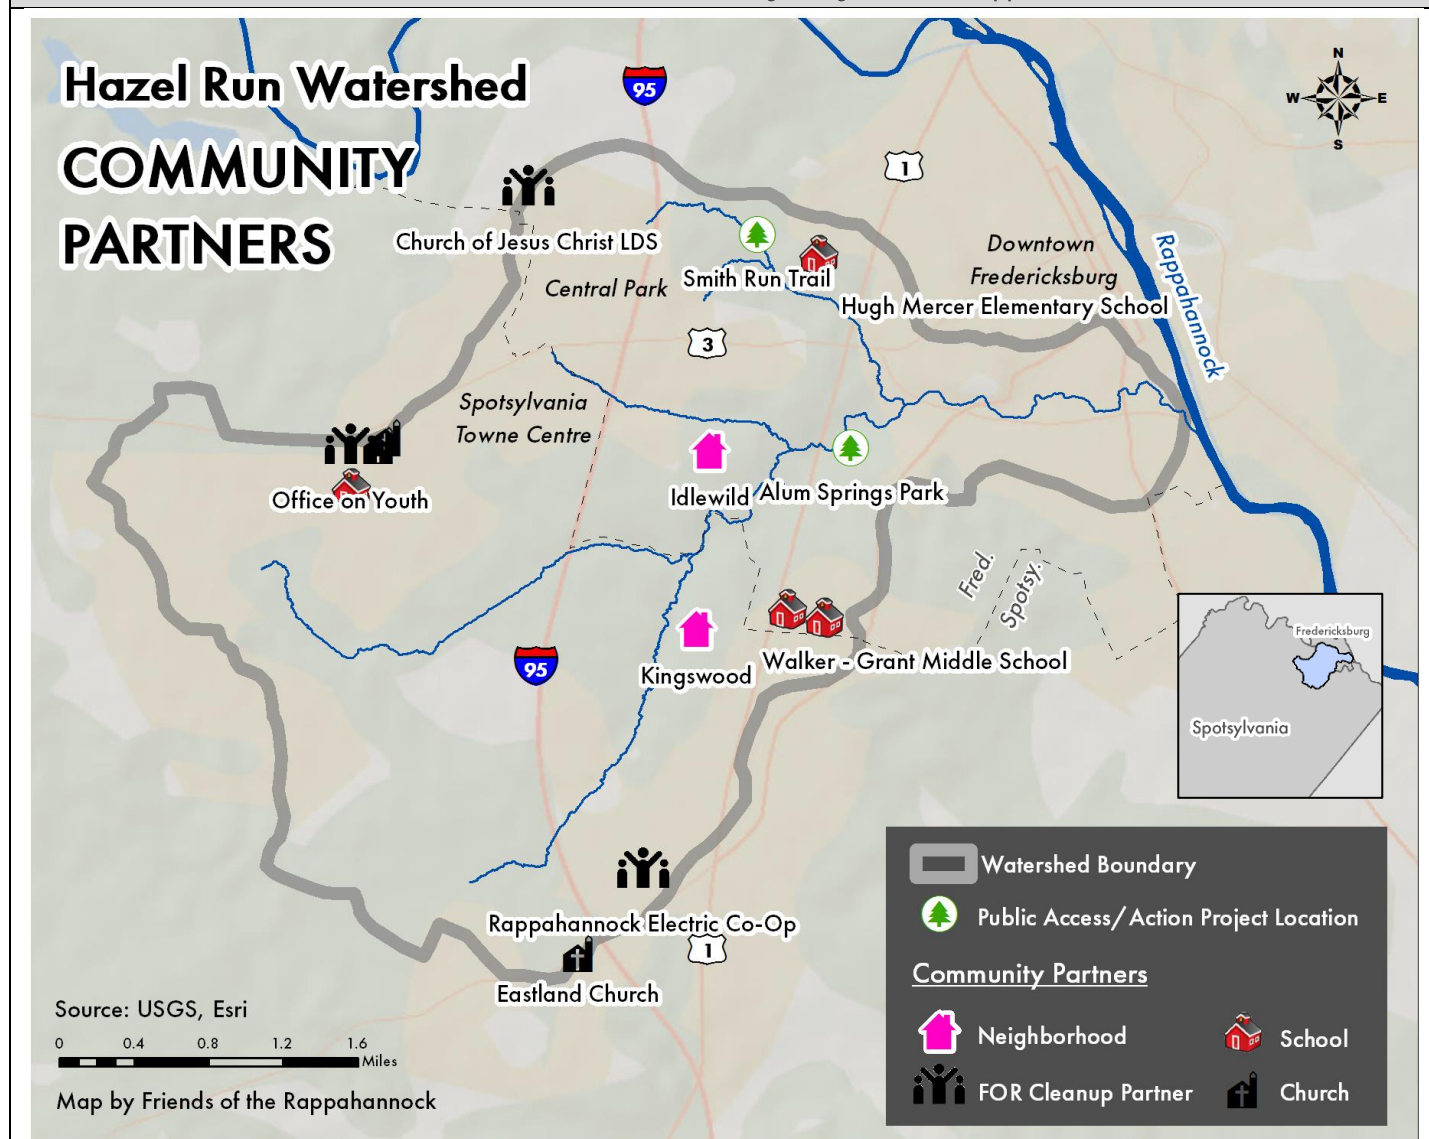 Hazel Run Watershed
COMMUNITY
PARTNERS
95
N
W E
S
1
Church of Jesus Christ LDS
Central Park
Smith Run Trail
Downtown
Fredericksburg
Hugh Mercer Elementary School
Rappahannock
3
Spotsylvania
Towne Centre
Office on Youth
Idlewild
Alum Springs Park
Fred.
Spotsy.
95
Kingswood
Walker - Grant Middle School
Fredericksburg
Spotsylvania
Rappahannock Electric Co-Op
1
Eastland Church
Watershed Boundary
Public Access/Action Project Location
Community Partners
Neighborhood
School
FOR Cleanup Partner
Church
Source: USGS, Esri
0 0.4 0.8 1.2 1.6
Miles
Map by Friends of the Rappahannock